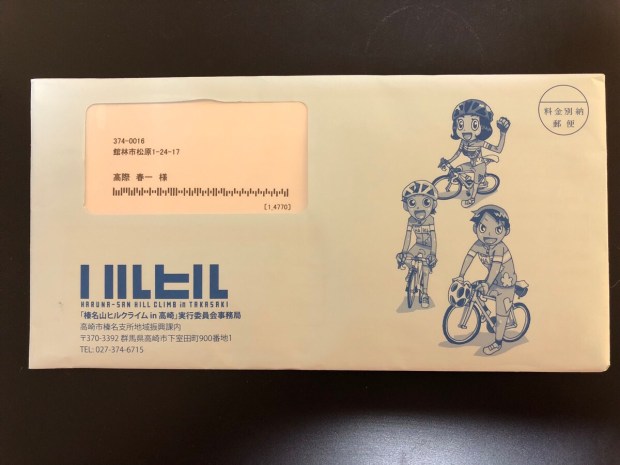 374-0016
館林市松原1-24-17
高際 春一 様
[1,4770]
料金別納
郵便
ハルヒル
HARUNA-SAN HILL CLIMB in TAKASAKI
「榛名山ヒルクライム in 高崎」実行委員会事務局
高崎市榛名支所地域振興課内
〒370-3392 群馬県高崎市下室田町900番地1
TEL: 027-374-6715